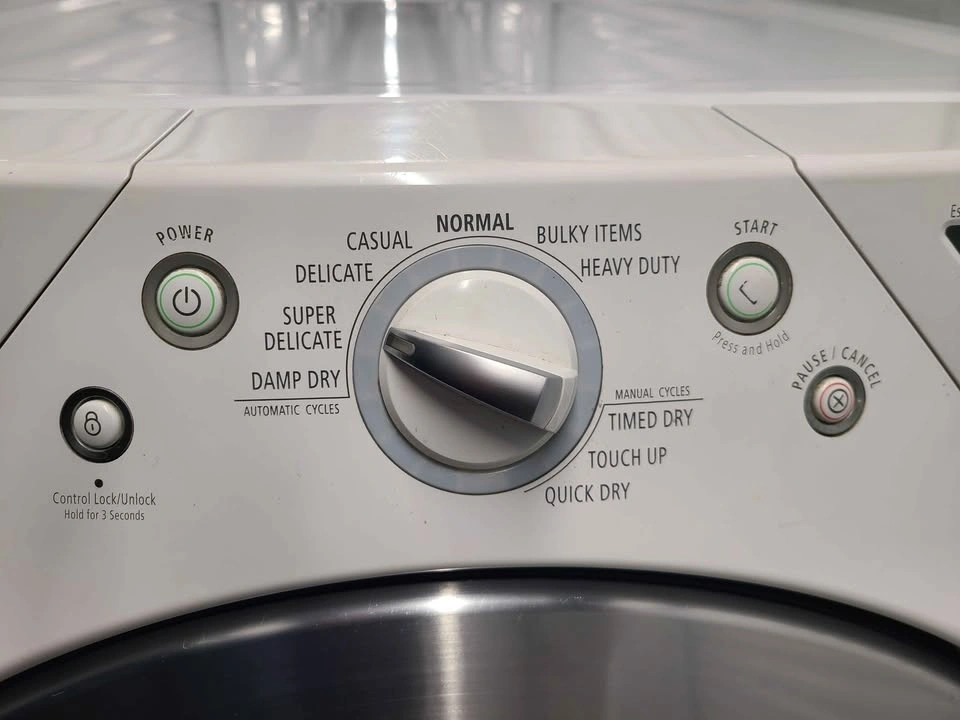 POWER
CASUAL
NORMAL
BULKY ITEMS
START
DELICATE
HEAVY DUTY
SUPER
DELICATE
Press and Hold
DAMP DRY
AUTOMATIC CYCLES
MANUAL CYCLES
PAUSE / CANCEL
TIMED DRY
TOUCH UP
QUICK DRY
Control Lock/Unlock
Hold for 3 Seconds